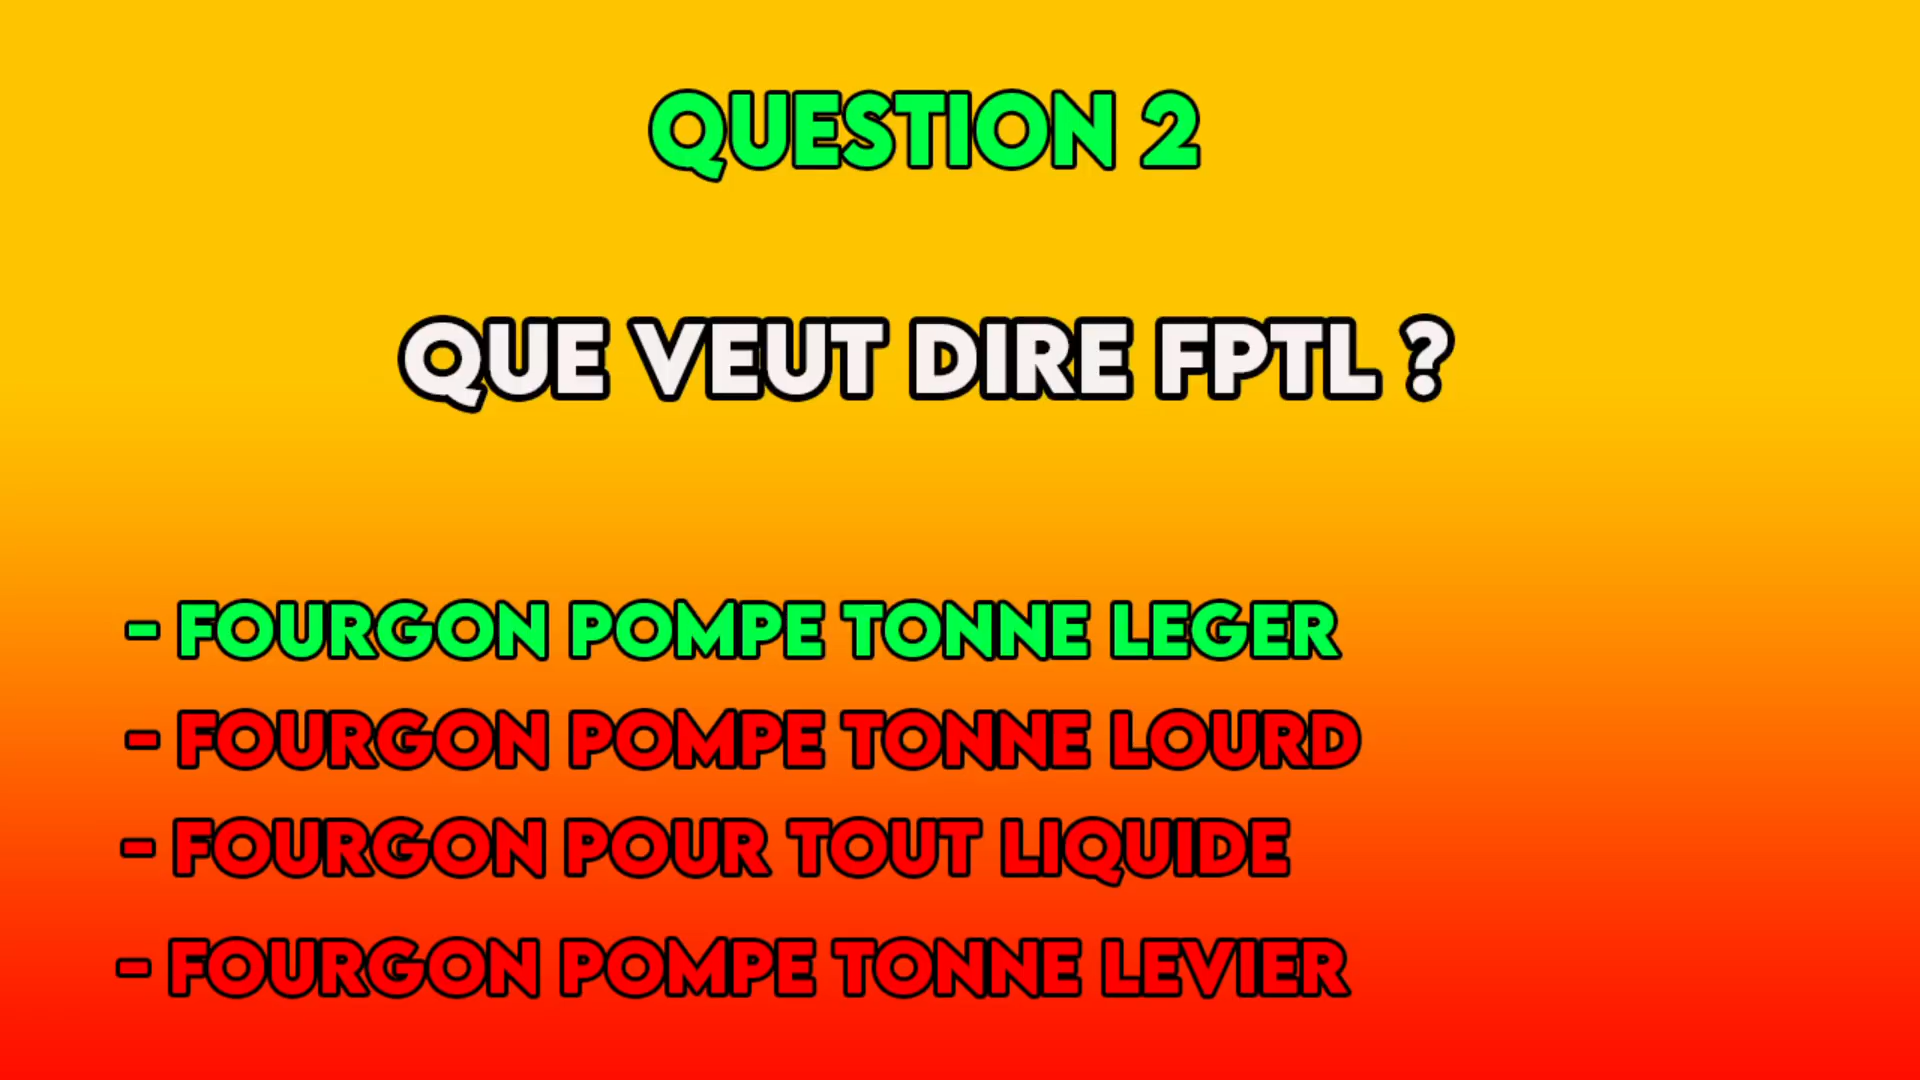 QUESTION 2
QUE VEUT DIRE FPTL ?
- FOURGON POMPE TONNE LEGER
- FOURGON POMPE TONNE LOURD
- FOURGON POUR TOUT LIQUIDE
- FOURGON POMPE TONNE LEVIER